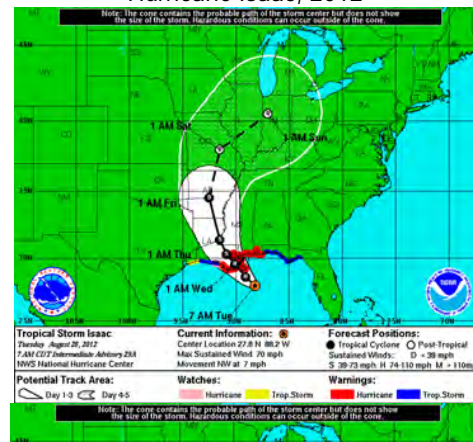 Hurricane Isaac, 2012
Note: The cone contains the probable path of the storm center but does not show
the size of the storm. Hazardous conditions can occur outside of the cone.
1 AM Sat
1 AM Sun
1 AM Fri
1 AM Thu
1 AM Wed
7 AM Tue
Tropical Storm Isaac
Tuesday August 28, 2012
7 AM CDT Intermediate Advisory 29A
NWS National Hurricane Center
Current Information:
Center Location 27.8 N 88.2 W
Max Sustained Wind 70 mph
Movement NW at 7 mph
Forecast Positions:
Tropical Cyclone Post-Tropical
Sustained Winds: D < 39 mph
S 39-73 mph H 74-110 mph M > 110mph
Potential Track Area:
Day 1-3 Day 4-5
Watches:
Hurricane Trop.Storm
Warnings:
Hurricane Trop.Storm
Note: The cone contains the probable path of the storm center but does not show
the size of the storm. Hazardous conditions can occur outside of the cone.